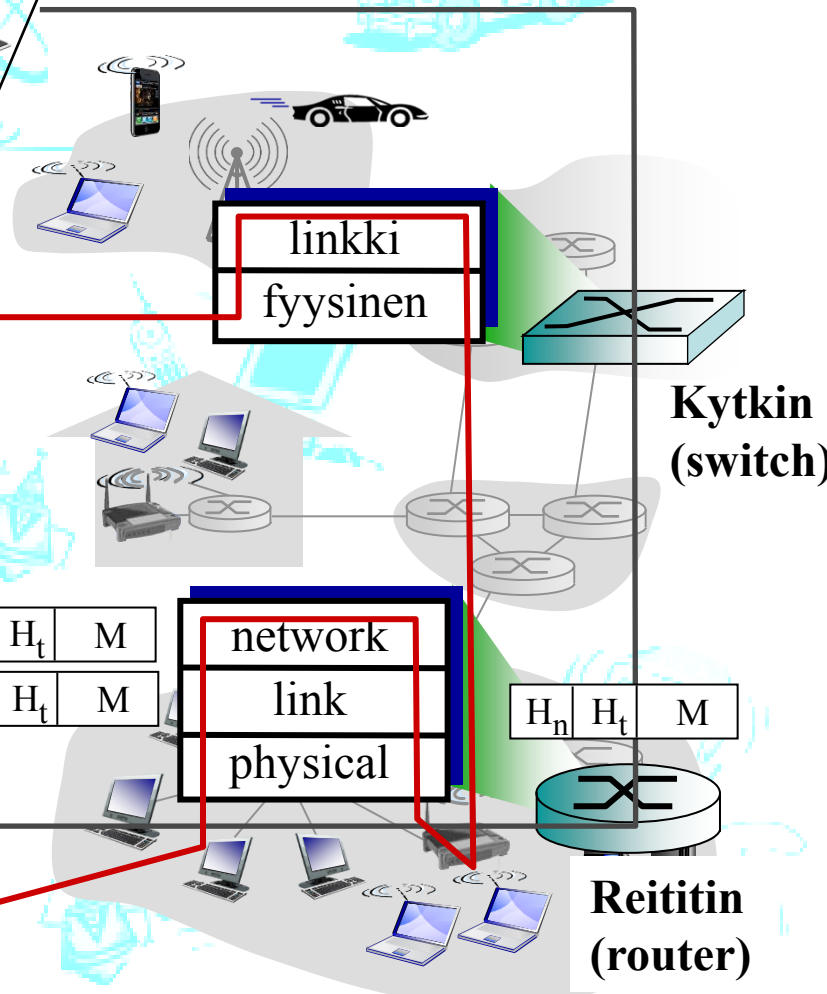 linkki
fyysinen
Kytkin
(switch)
Ht M
network
Ht M
link
Hn Ht M
physical
Reititin
(router)